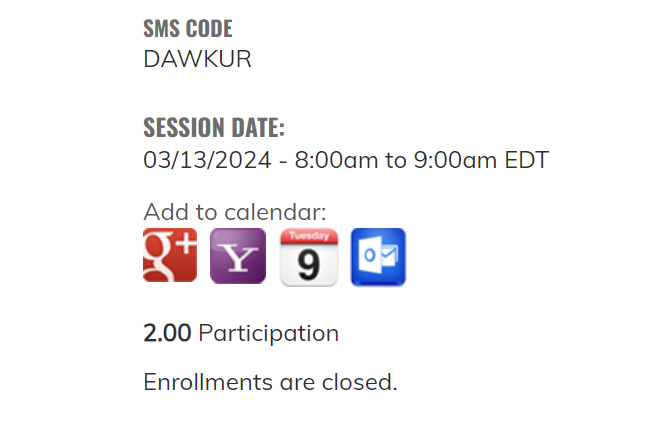 SMS CODE
DAWKUR
SESSION DATE:
03/13/2024 - 8:00am to 9:00am EDT
Add to calendar:
g+ Y Tuesday 9 O
2.00 Participation
Enrollments are closed.